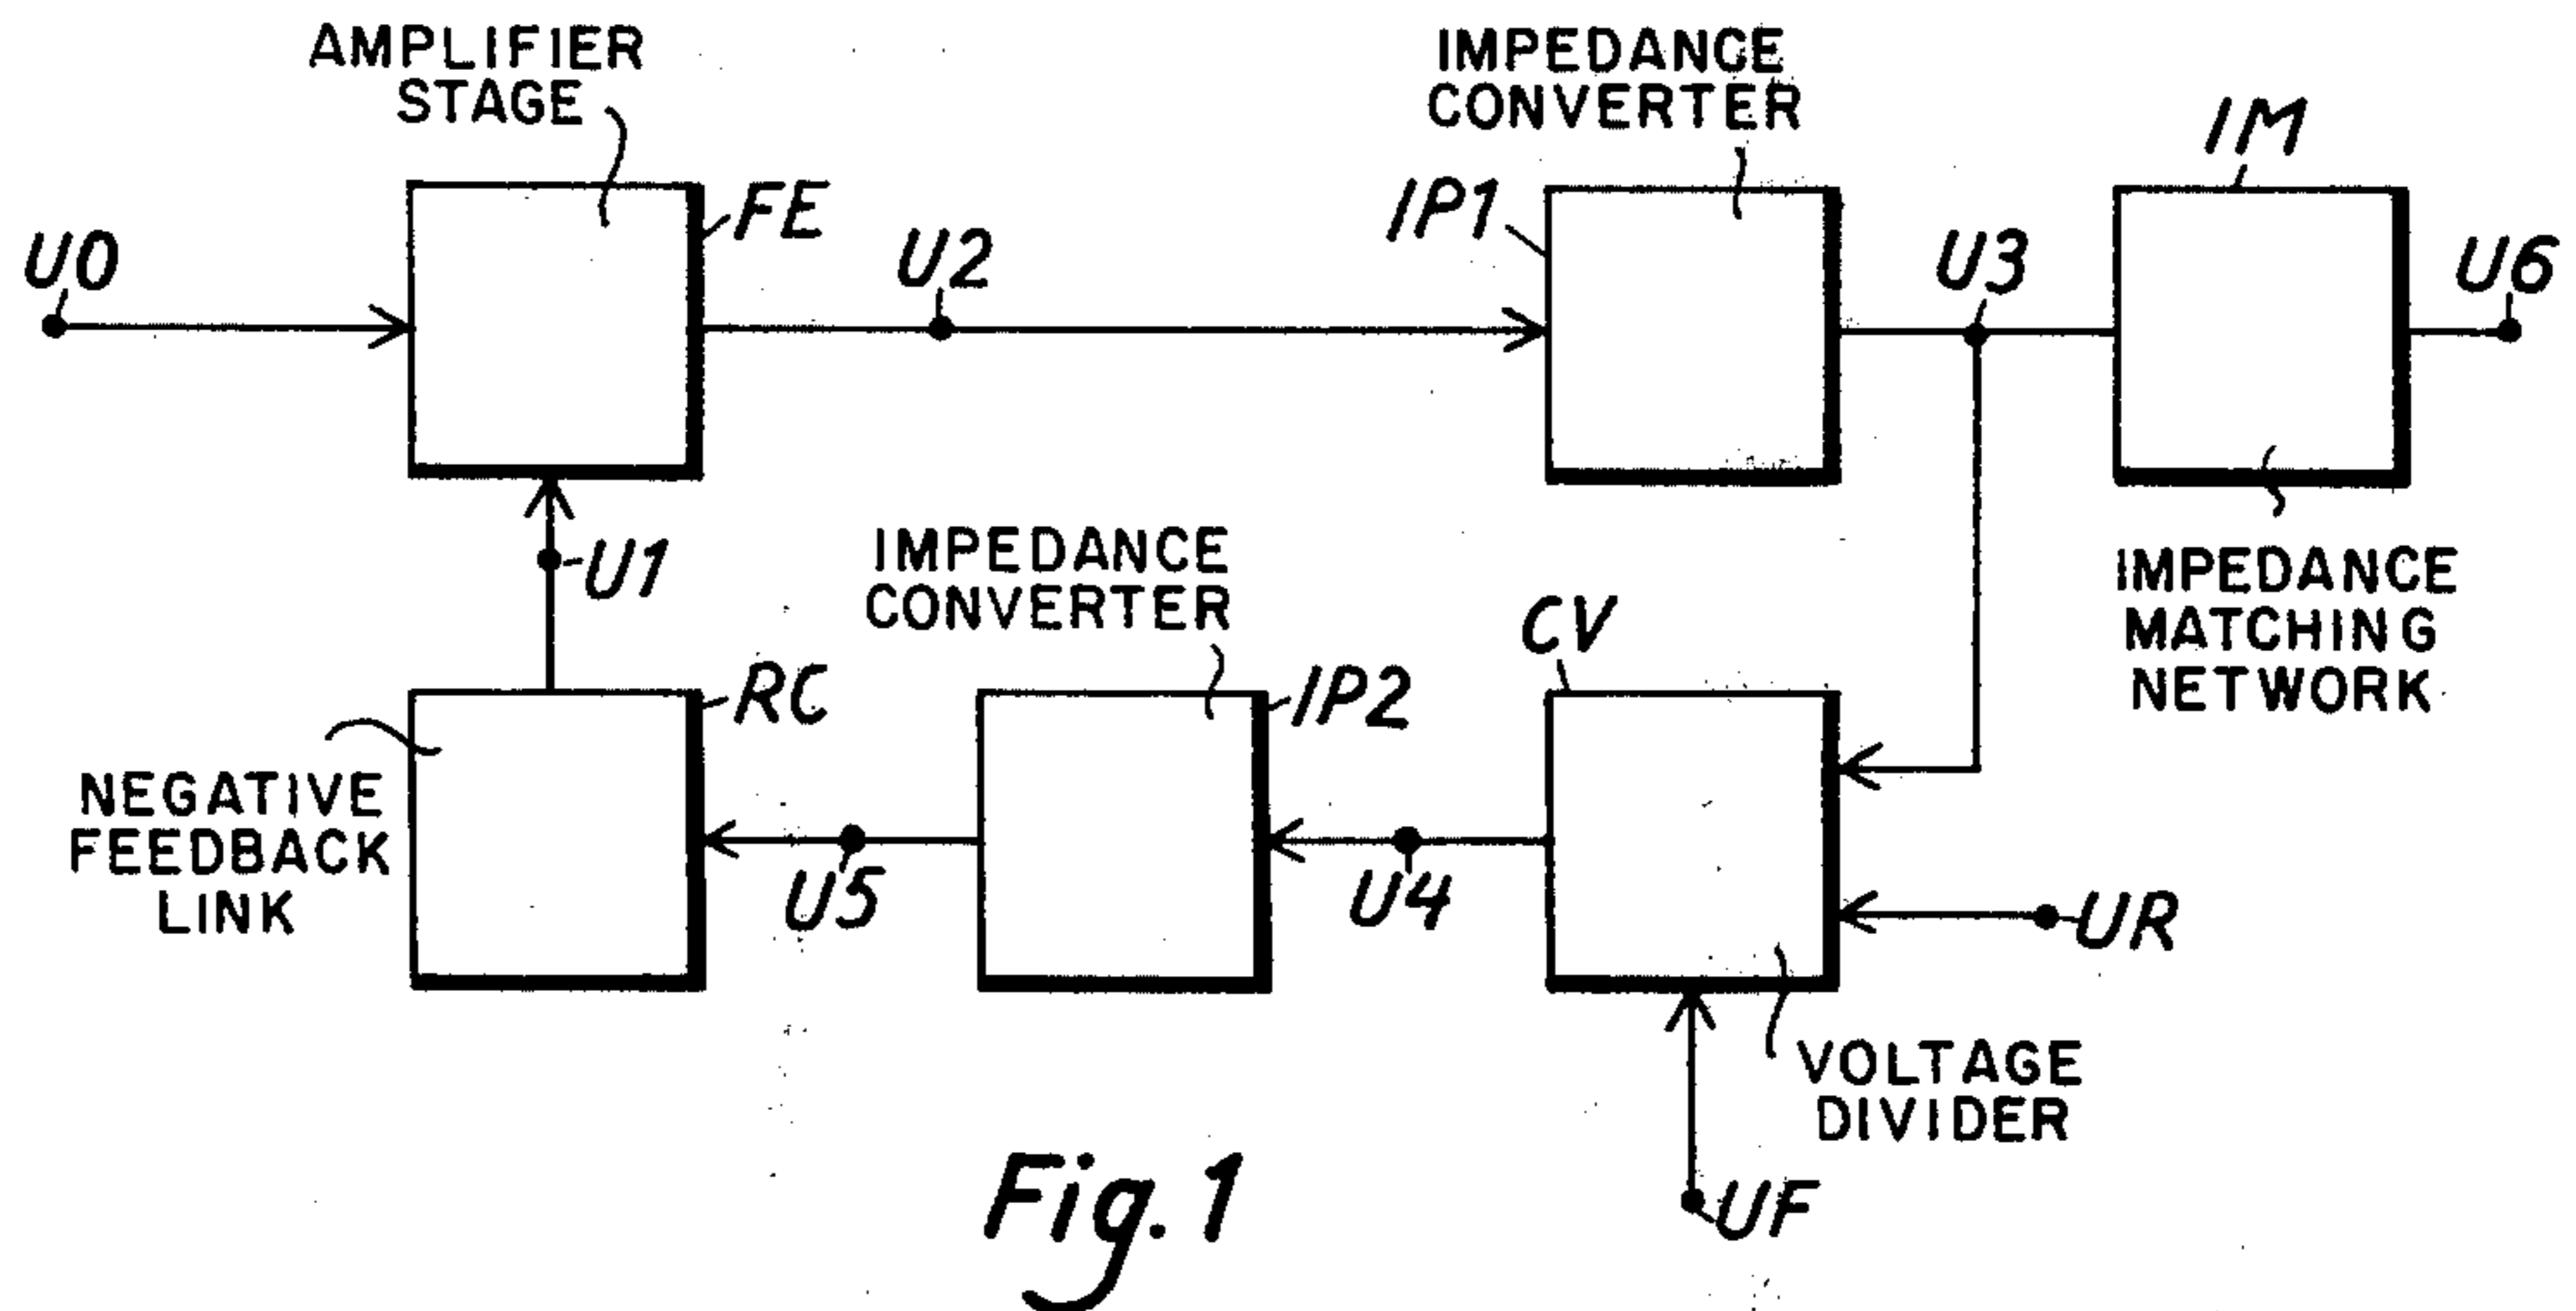 AMPLIFIER
STAGE
IMPEDANCE
CONVERTER
IM
FE
IP1
U0
U2
U3
U6
U1
IMPEDANCE
CONVERTER
CV
IMPEDANCE
MATCHING
NETWORK
RC
IP2
NEGATIVE
FEEDBACK
LINK
U5
U4
UR
VOLTAGE
DIVIDER
UF
Fig. 1